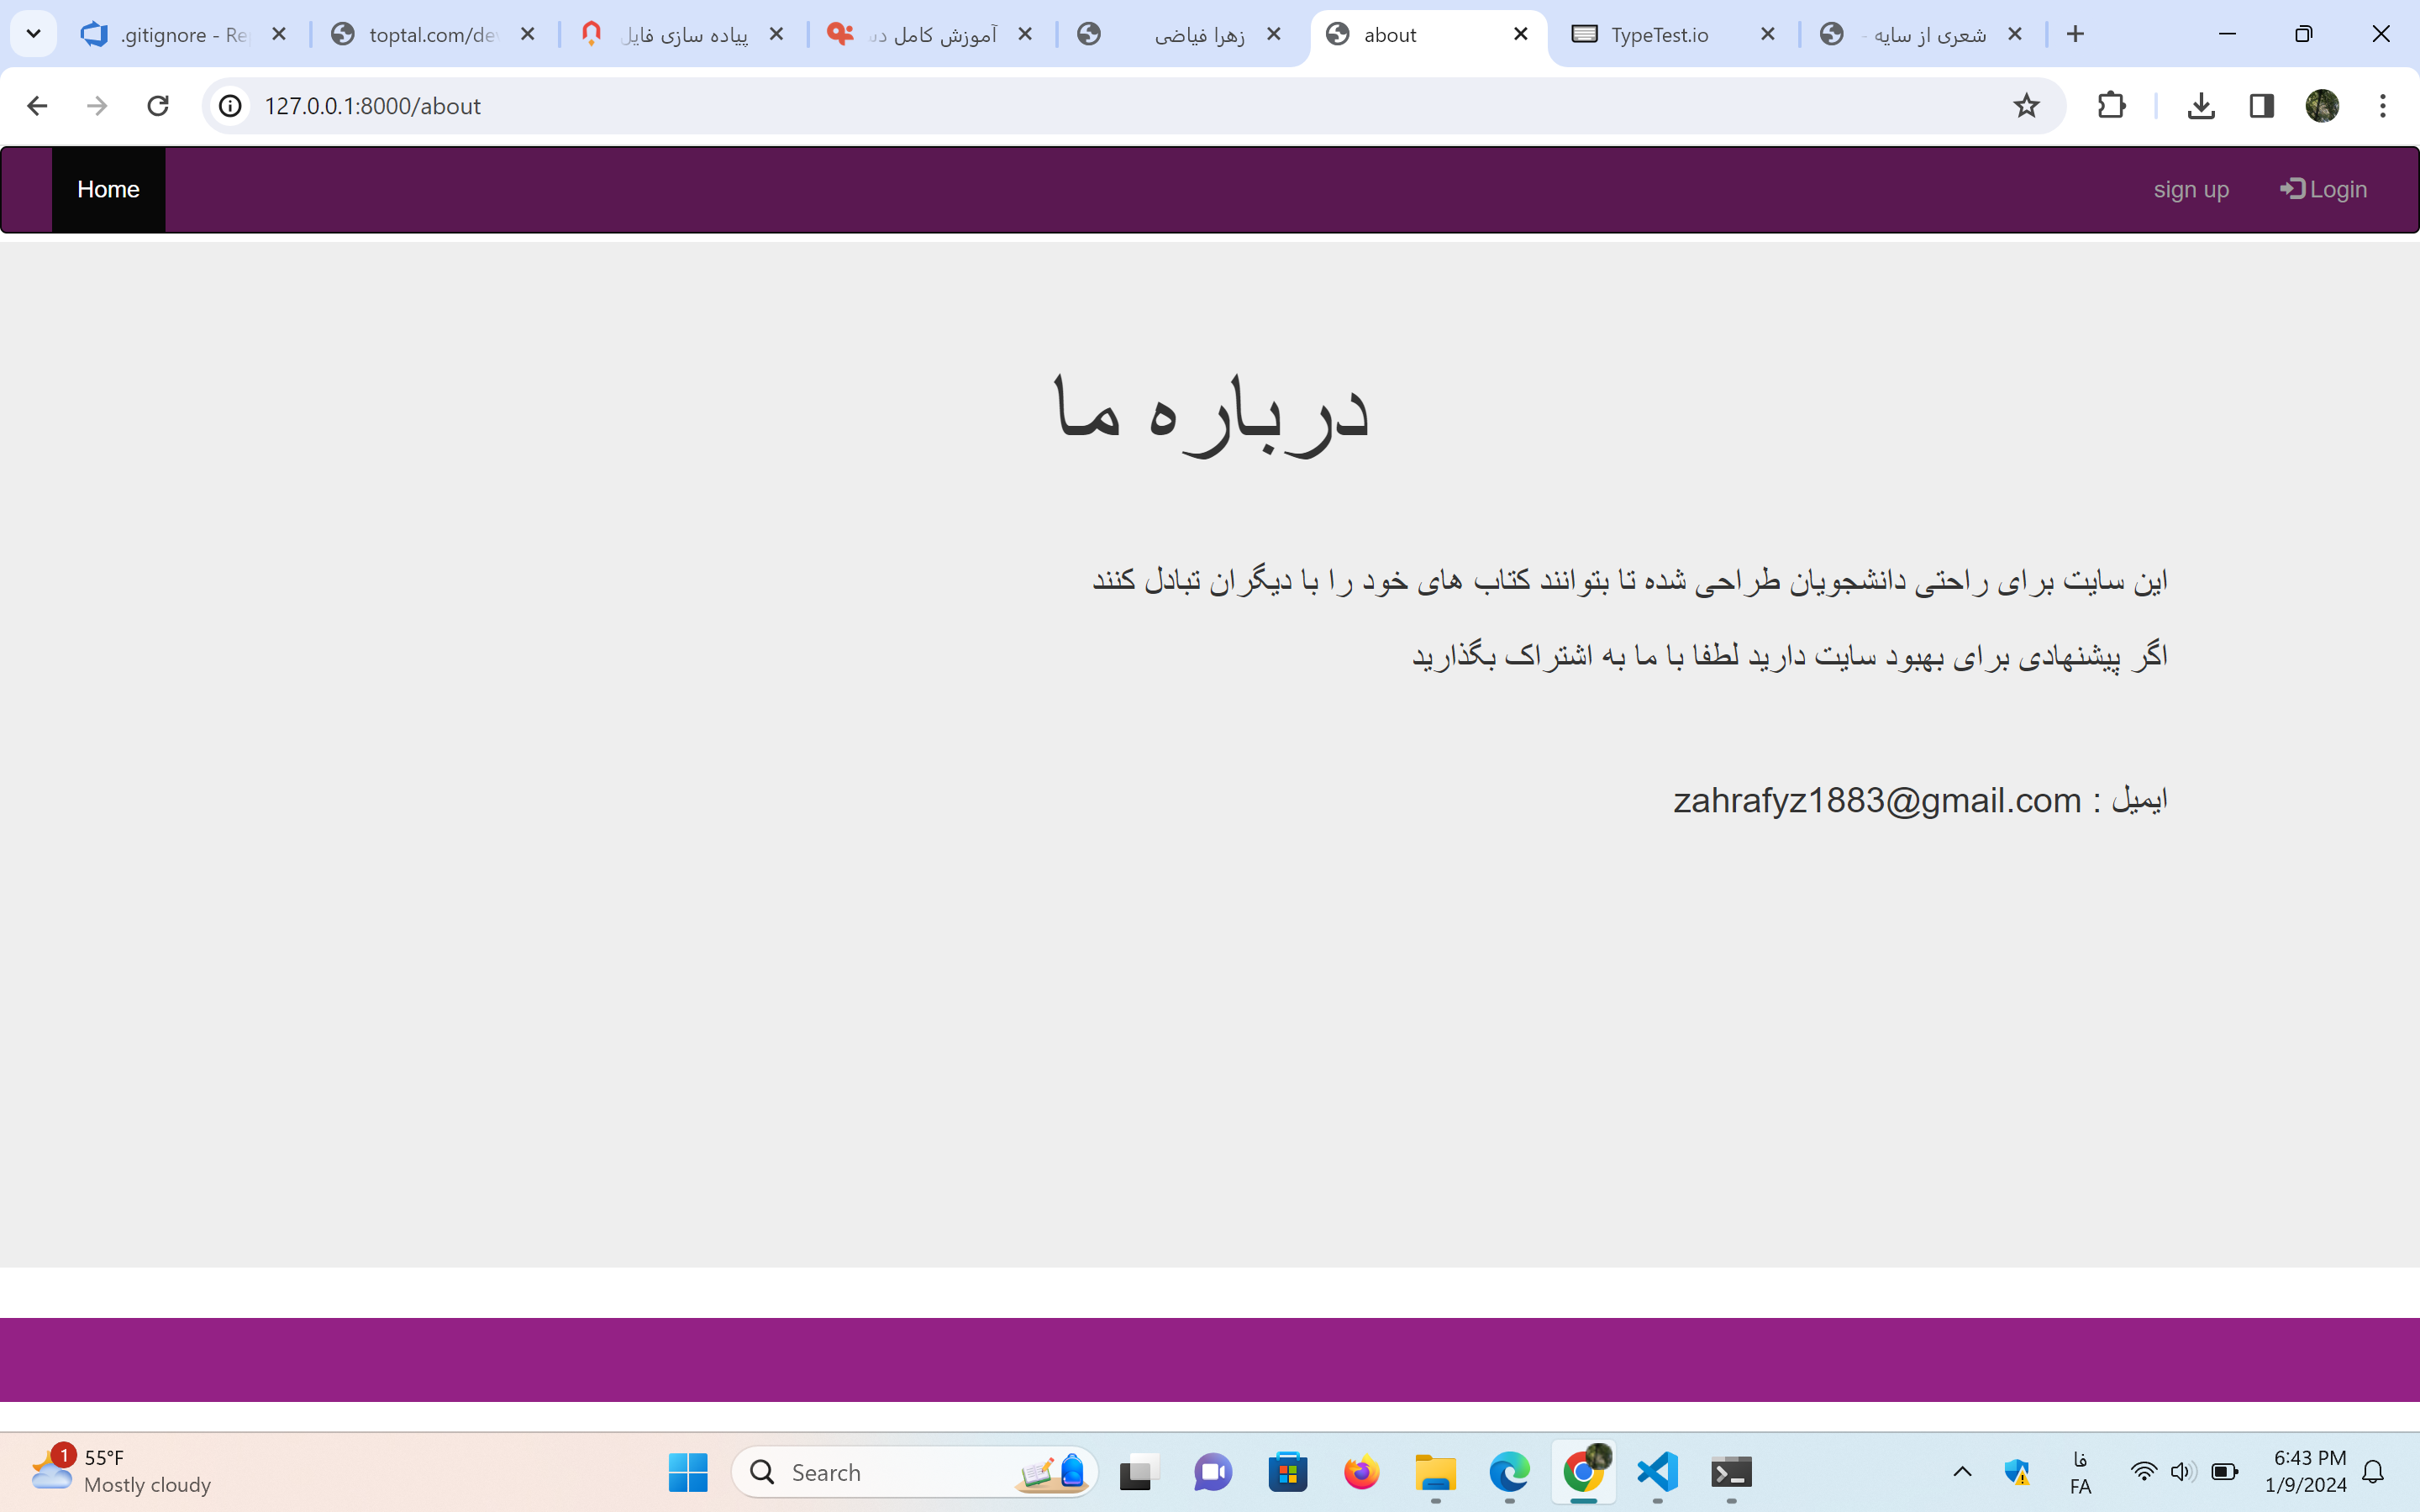 .gitignore - Re
toptal.com/de
پیاده سازی فایل
آموزش کامل دس
زهرا فیاضی
about
TypeTest.io
شعری از سایه -
127.0.0.1:8000/about
Home
sign up
Login
درباره ما
این سایت برای راحتی دانشجویان طراحی شده تا بتوانند کتاب های خود را با دیگران تبادل کنند
اگر پیشنهادی برای بهبود سایت دارید لطفا با ما به اشتراک بگذارید
ایمیل : zahrafyz1883@gmail.com
1
55°F
Mostly cloudy
Search
فا
FA
6:43 PM
1/9/2024